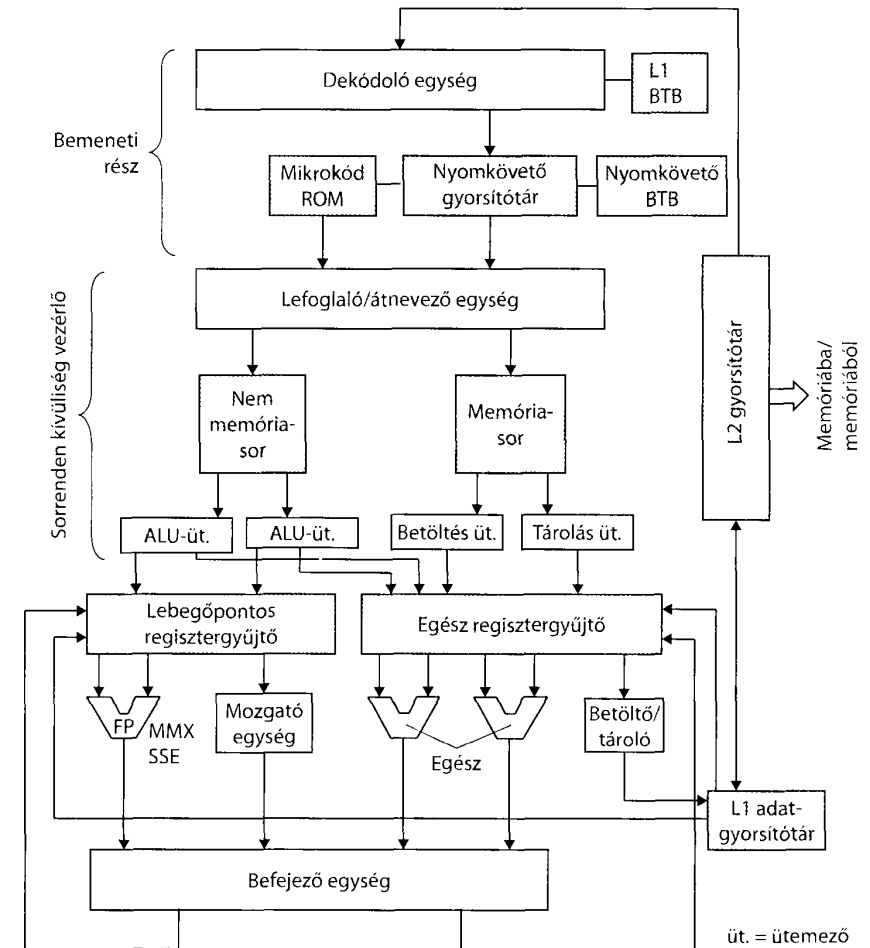 Dekódoló egység
L1
BTB
Bemeneti
rész
Mikrokód
ROM
Nyomkövető
gyorsítótár
Nyomkövető
BTB
Lefoglaló/átnevező egység
Sorrenden kívüliség vezérlő
Nem
memória-
sor
Memória-
sor
L2 gyorsítótár
Memóriába/
memóriából
ALU-üt.
ALU-üt.
Betöltés üt.
Tárolás üt.
Lebegőpontos
regisztergyűjtő
Egész regisztergyűjtő
FP
MMX
SSE
Mozgató
egység
Egész
Betöltő/
tároló
L1 adat-
gyorsítótár
Befejező egység
üt. = ütemező